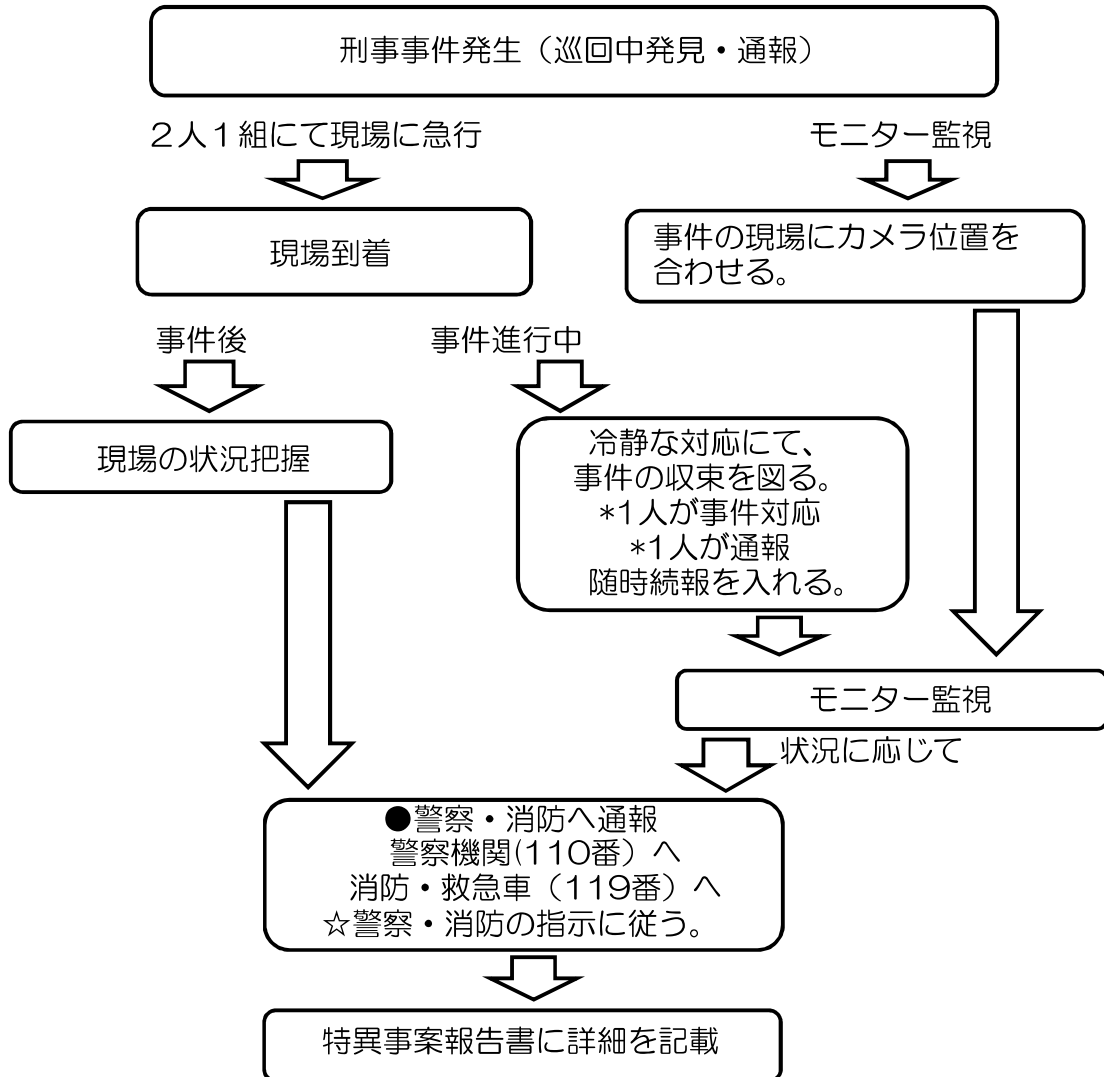 刑事事件発生（巡回中発見・通報）
２人１組にて現場に急行
モニター監視
現場到着
事件の現場にカメラ位置を
合わせる。
事件後
事件進行中
現場の状況把握
冷静な対応にて、
事件の収束を図る。
*1人が事件対応
*1人が通報
随時続報を入れる。
モニター監視
状況に応じて
●警察・消防へ通報
警察機関(110番）へ
消防・救急車（119番）へ
☆警察・消防の指示に従う。
特異事案報告書に詳細を記載